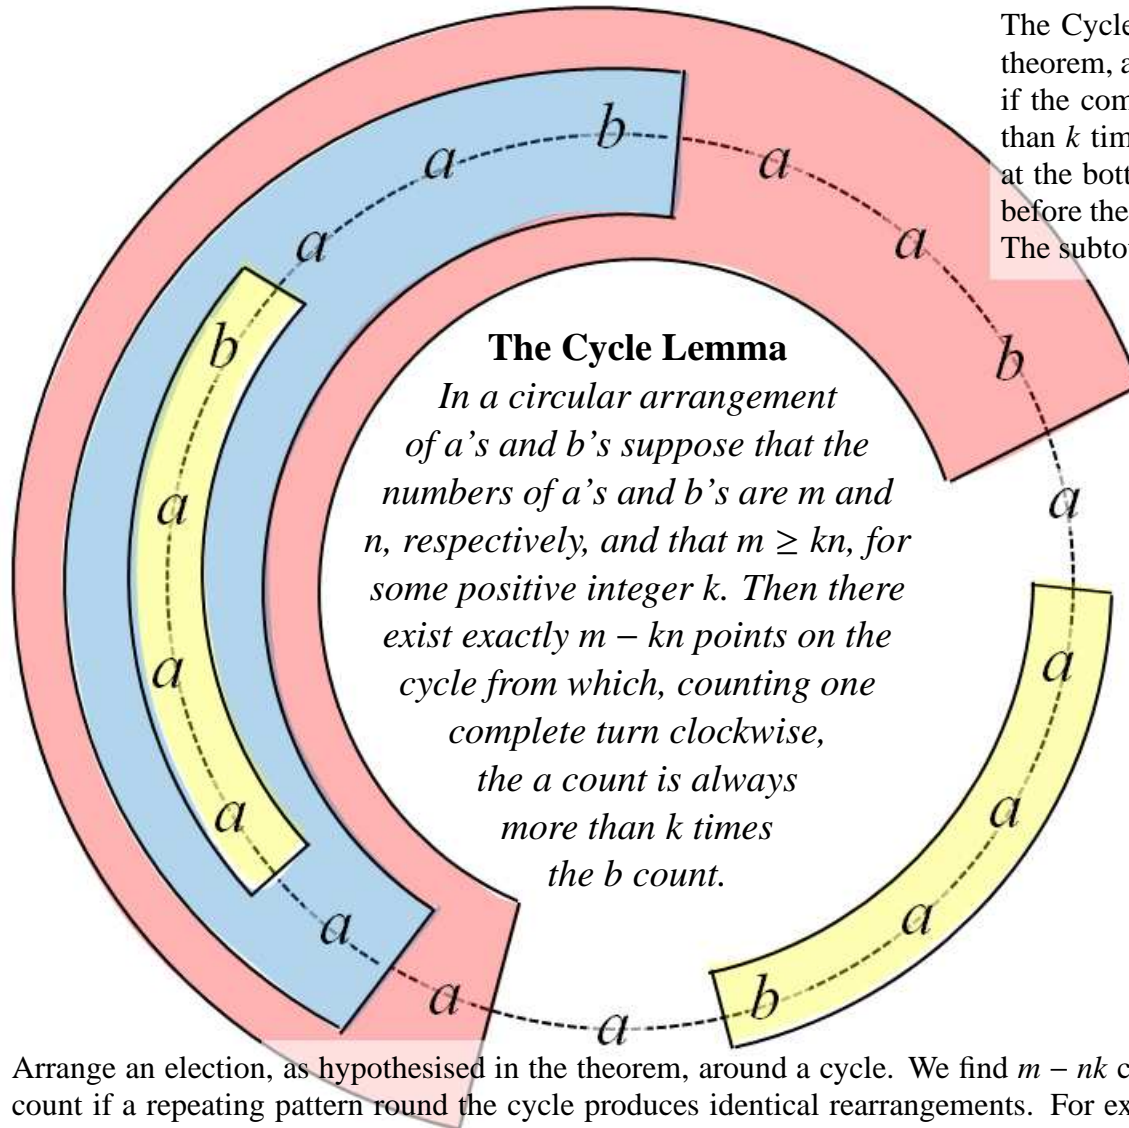 The Cycle
theorem, a
if the com
than k tim
at the bott
before the
The subto
b
a
a
a
a
b
b
a
a
a
a
a
a
a
a
a
a
b
The Cycle Lemma
In a circular arrangement
of a's and b's suppose that the
numbers of a's and b's are m and
n, respectively, and that m ≥ kn, for
some positive integer k. Then there
exist exactly m − kn points on the
cycle from which, counting one
complete turn clockwise,
the a count is always
more than k times
the b count.
Arrange an election, as hypothesised in the theorem, around a cycle. We find m − nk c
count if a repeating pattern round the cycle produces identical rearrangements. For ex